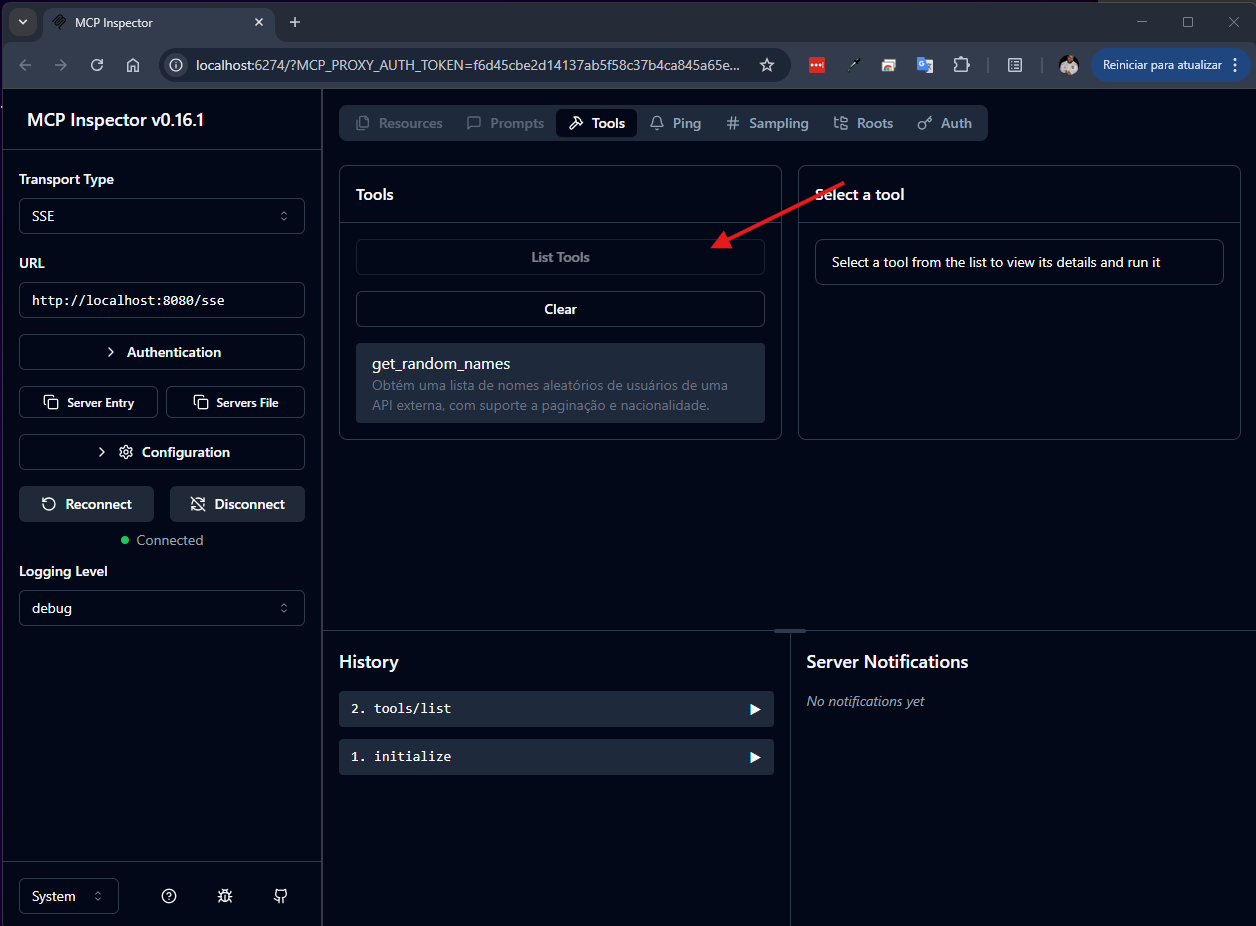 MCP Inspector
localhost:6274/?MCP_PROXY_AUTH_TOKEN=f6d45cbe2d14137ab5f58c37b4ca845a65e...
Reiniciar para atualizar
MCP Inspector v0.16.1
Transport Type
SSE
URL
http://localhost:8080/sse
Authentication
Server Entry
Servers File
Configuration
Reconnect
Disconnect
Connected
Logging Level
debug
System
Resources
Prompts
Tools
Ping
Sampling
Roots
Auth
Tools
List Tools
Clear
get_random_names
Obtém uma lista de nomes aleatórios de usuários de uma
API externa, com suporte a paginação e nacionalidade.
Select a tool
Select a tool from the list to view its details and run it
History
2. tools/list
1. initialize
Server Notifications
No notifications yet